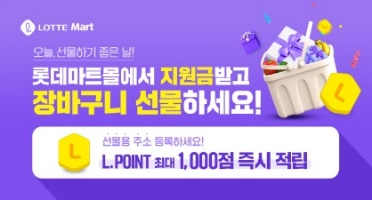 LOTTE Mart
오늘, 선물하기 좋은 날!
롯데마트몰에서 지원금받고
장바구니 선물하세요!
L
선물용 주소 등록하세요!
L.POINT 최대 1,000점 즉시 적립
L